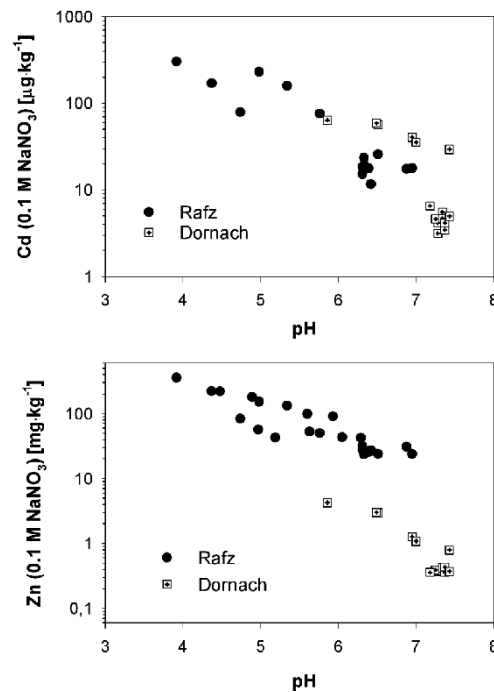 1000
100
10
1
Cd (0.1 M NaNO₃) [µg·kg⁻¹]
Rafz
Dornach
3 4 5 6 7 8
pH
100
10
1
0,1
Zn (0.1 M NaNO₃) [mg·kg⁻¹]
Rafz
Dornach
3 4 5 6 7 8
pH